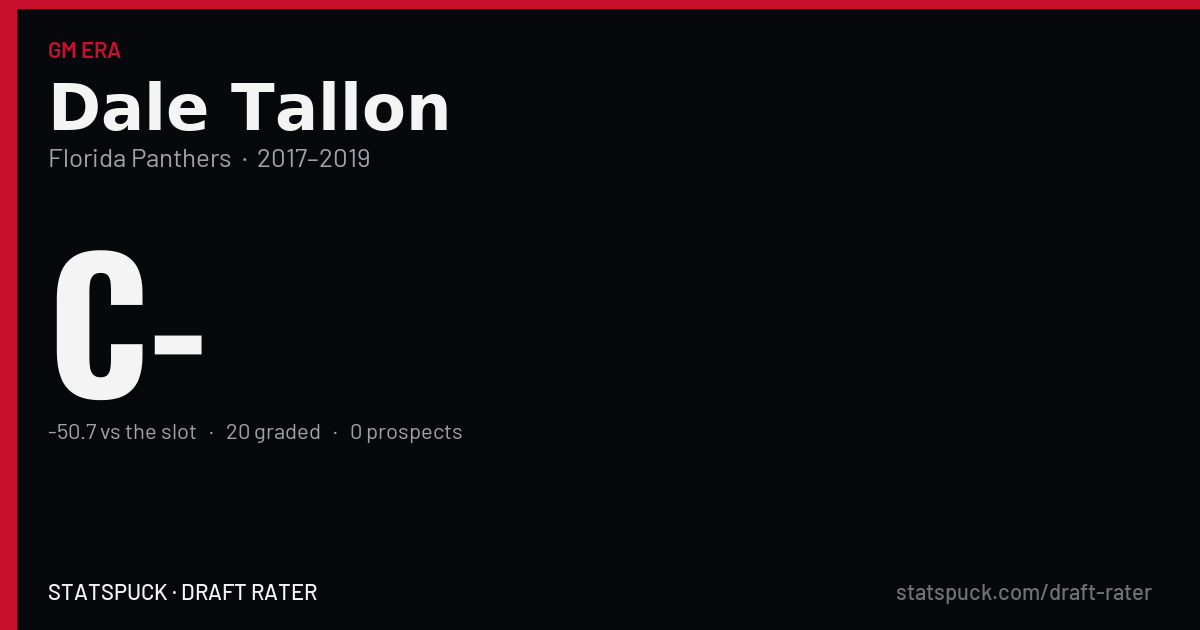 GM ERA
Dale Tallon
Florida Panthers · 2017–2019
C-
-50.7 vs the slot · 20 graded · 0 prospects
STATSPUCK · DRAFT RATER
statspuck.com/draft-rater